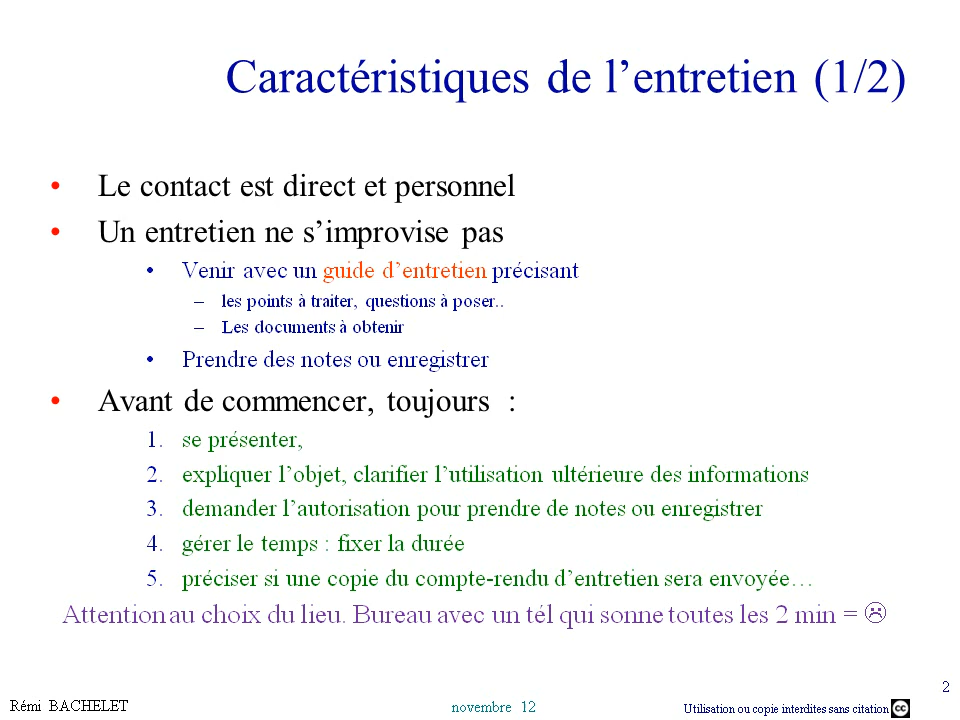 Caractéristiques de l’entretien (1/2)
• Le contact est direct et personnel
• Un entretien ne s’improvise pas
• Venir avec un guide d’entretien précisant
– les points à traiter, questions à poser..
– Les documents à obtenir
• Prendre des notes ou enregistrer
• Avant de commencer, toujours :
1. se présenter,
2. expliquer l’objet, clarifier l’utilisation ultérieure des informations
3. demander l’autorisation pour prendre de notes ou enregistrer
4. gérer le temps : fixer la durée
5. préciser si une copie du compte-rendu d’entretien sera envoyée…
Attention au choix du lieu. Bureau avec un tél qui sonne toutes les 2 min = ☹
2
Rémi BACHELET
novembre 12
Utilisation ou copie interdites sans citation cc